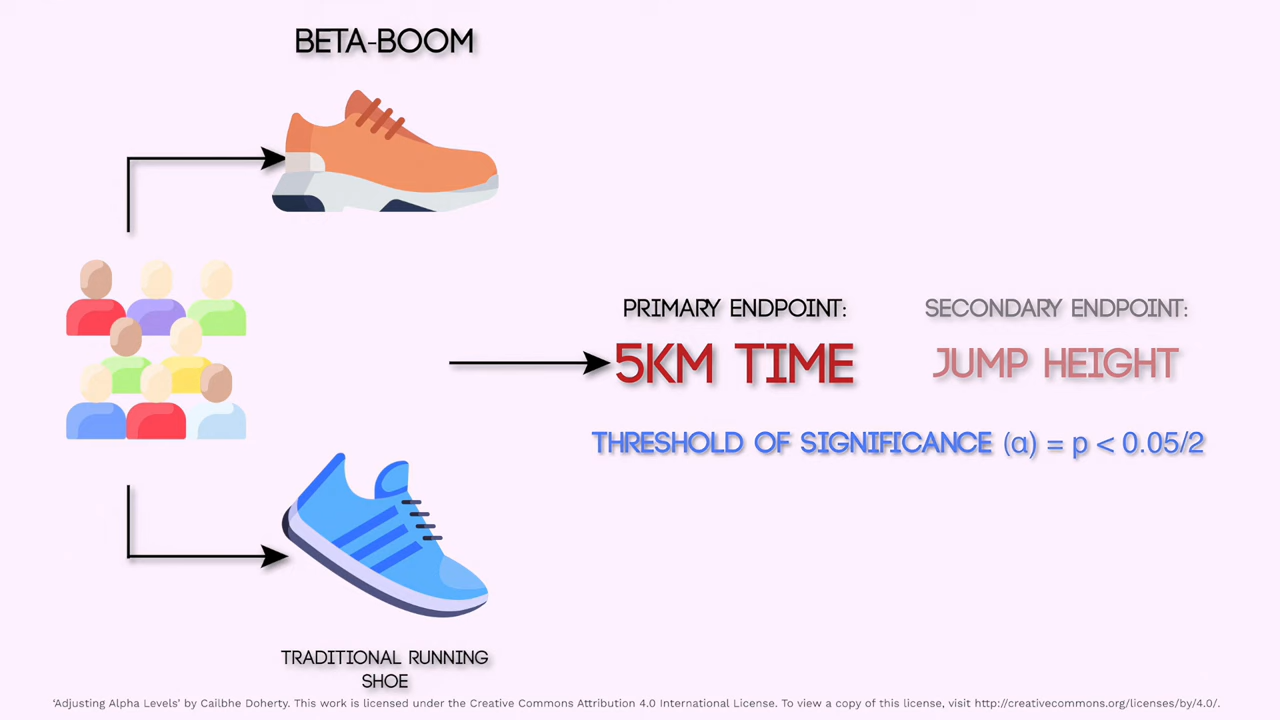 BETA-BOOM
PRIMARY ENDPOINT:
5KM TIME
SECONDARY ENDPOINT:
JUMP HEIGHT
THRESHOLD OF SIGNIFICANCE (α) = p < 0.05/2
TRADITIONAL RUNNING
SHOE
‘Adjusting Alpha Levels’ by Cailbhe Doherty. This work is licensed under the Creative Commons Attribution 4.0 International License. To view a copy of this license, visit http://creativecommons.org/licenses/by/4.0/.